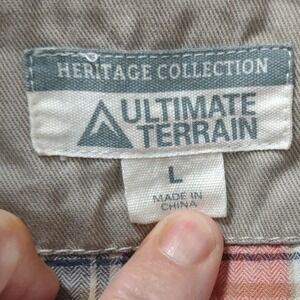 HERITAGE COLLECTION
ULTIMATE
TERRAIN
L
MADE IN
CHINA